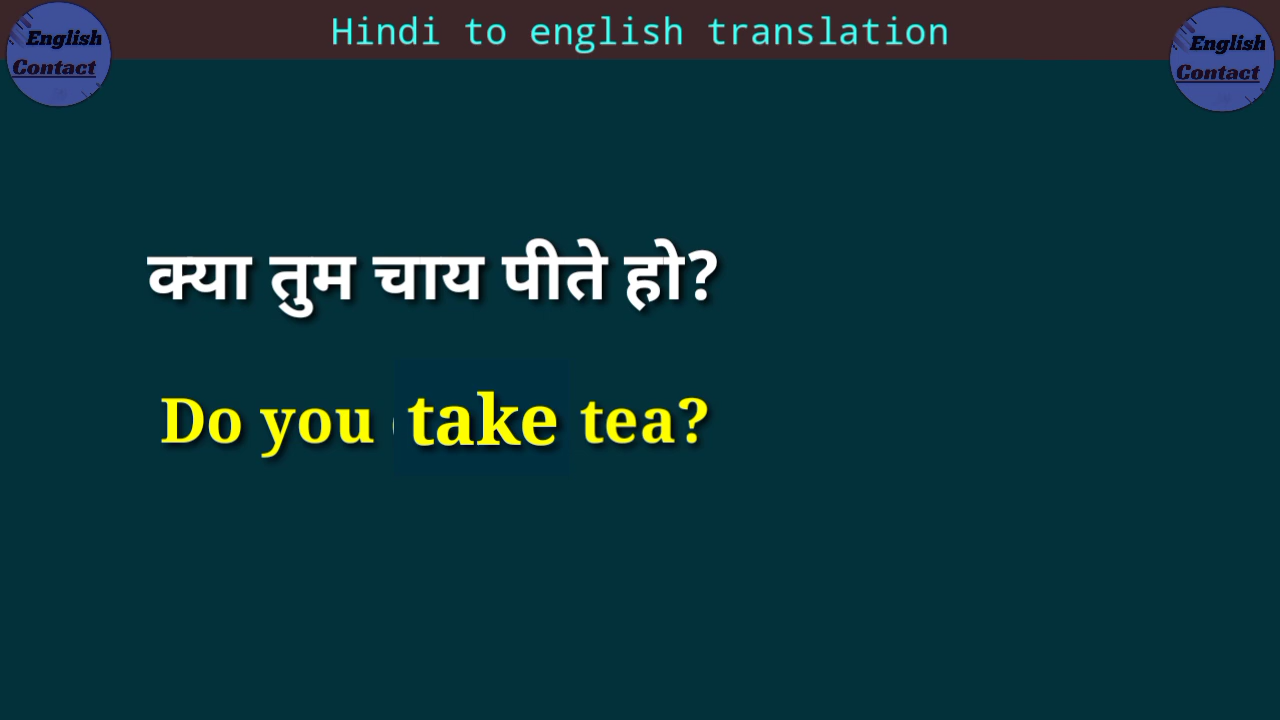 Hindi to english translation
English
Contact
English
Contact
क्या तुम चाय पीते हो?
Do you take tea?